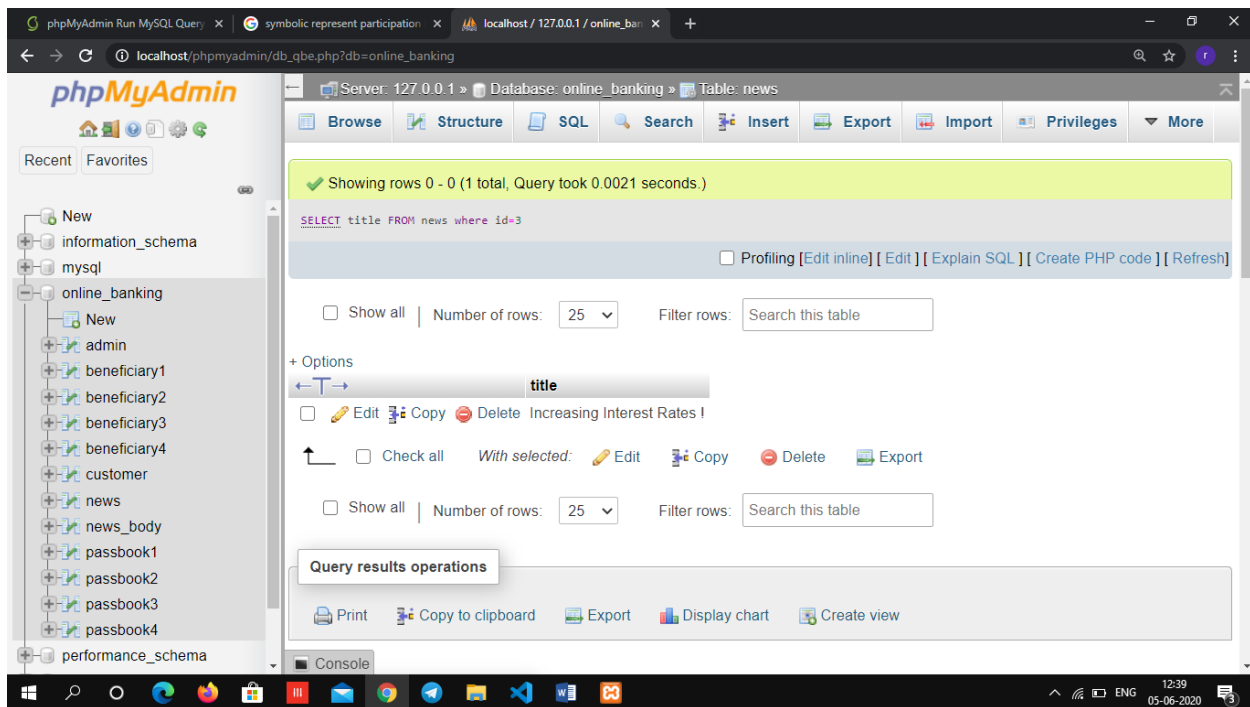 phpMyAdmin Run MySQL Query
symbolic represent participation
localhost / 127.0.0.1 / online_ban
localhost/phpmyadmin/db_qbe.php?db=online_banking
r
phpMyAdmin
Recent Favorites
New
information_schema
mysql
online_banking
New
admin
beneficiary1
beneficiary2
beneficiary3
beneficiary4
customer
news
news_body
passbook1
passbook2
passbook3
passbook4
performance_schema
Server: 127.0.0.1 » Database: online_banking » Table: news
Browse Structure SQL Search Insert Export Import Privileges More
Showing rows 0 - 0 (1 total, Query took 0.0021 seconds.)
SELECT title FROM news where id=3
Profiling [Edit inline] [ Edit ] [ Explain SQL ] [ Create PHP code ] [ Refresh]
Show all | Number of rows: 25 Filter rows: Search this table
+ Options
←T→ title
Edit Copy Delete Increasing Interest Rates !
Check all With selected: Edit Copy Delete Export
Show all | Number of rows: 25 Filter rows: Search this table
Query results operations
Print Copy to clipboard Export Display chart Create view
Console
ENG
12:39
05-06-2020
3